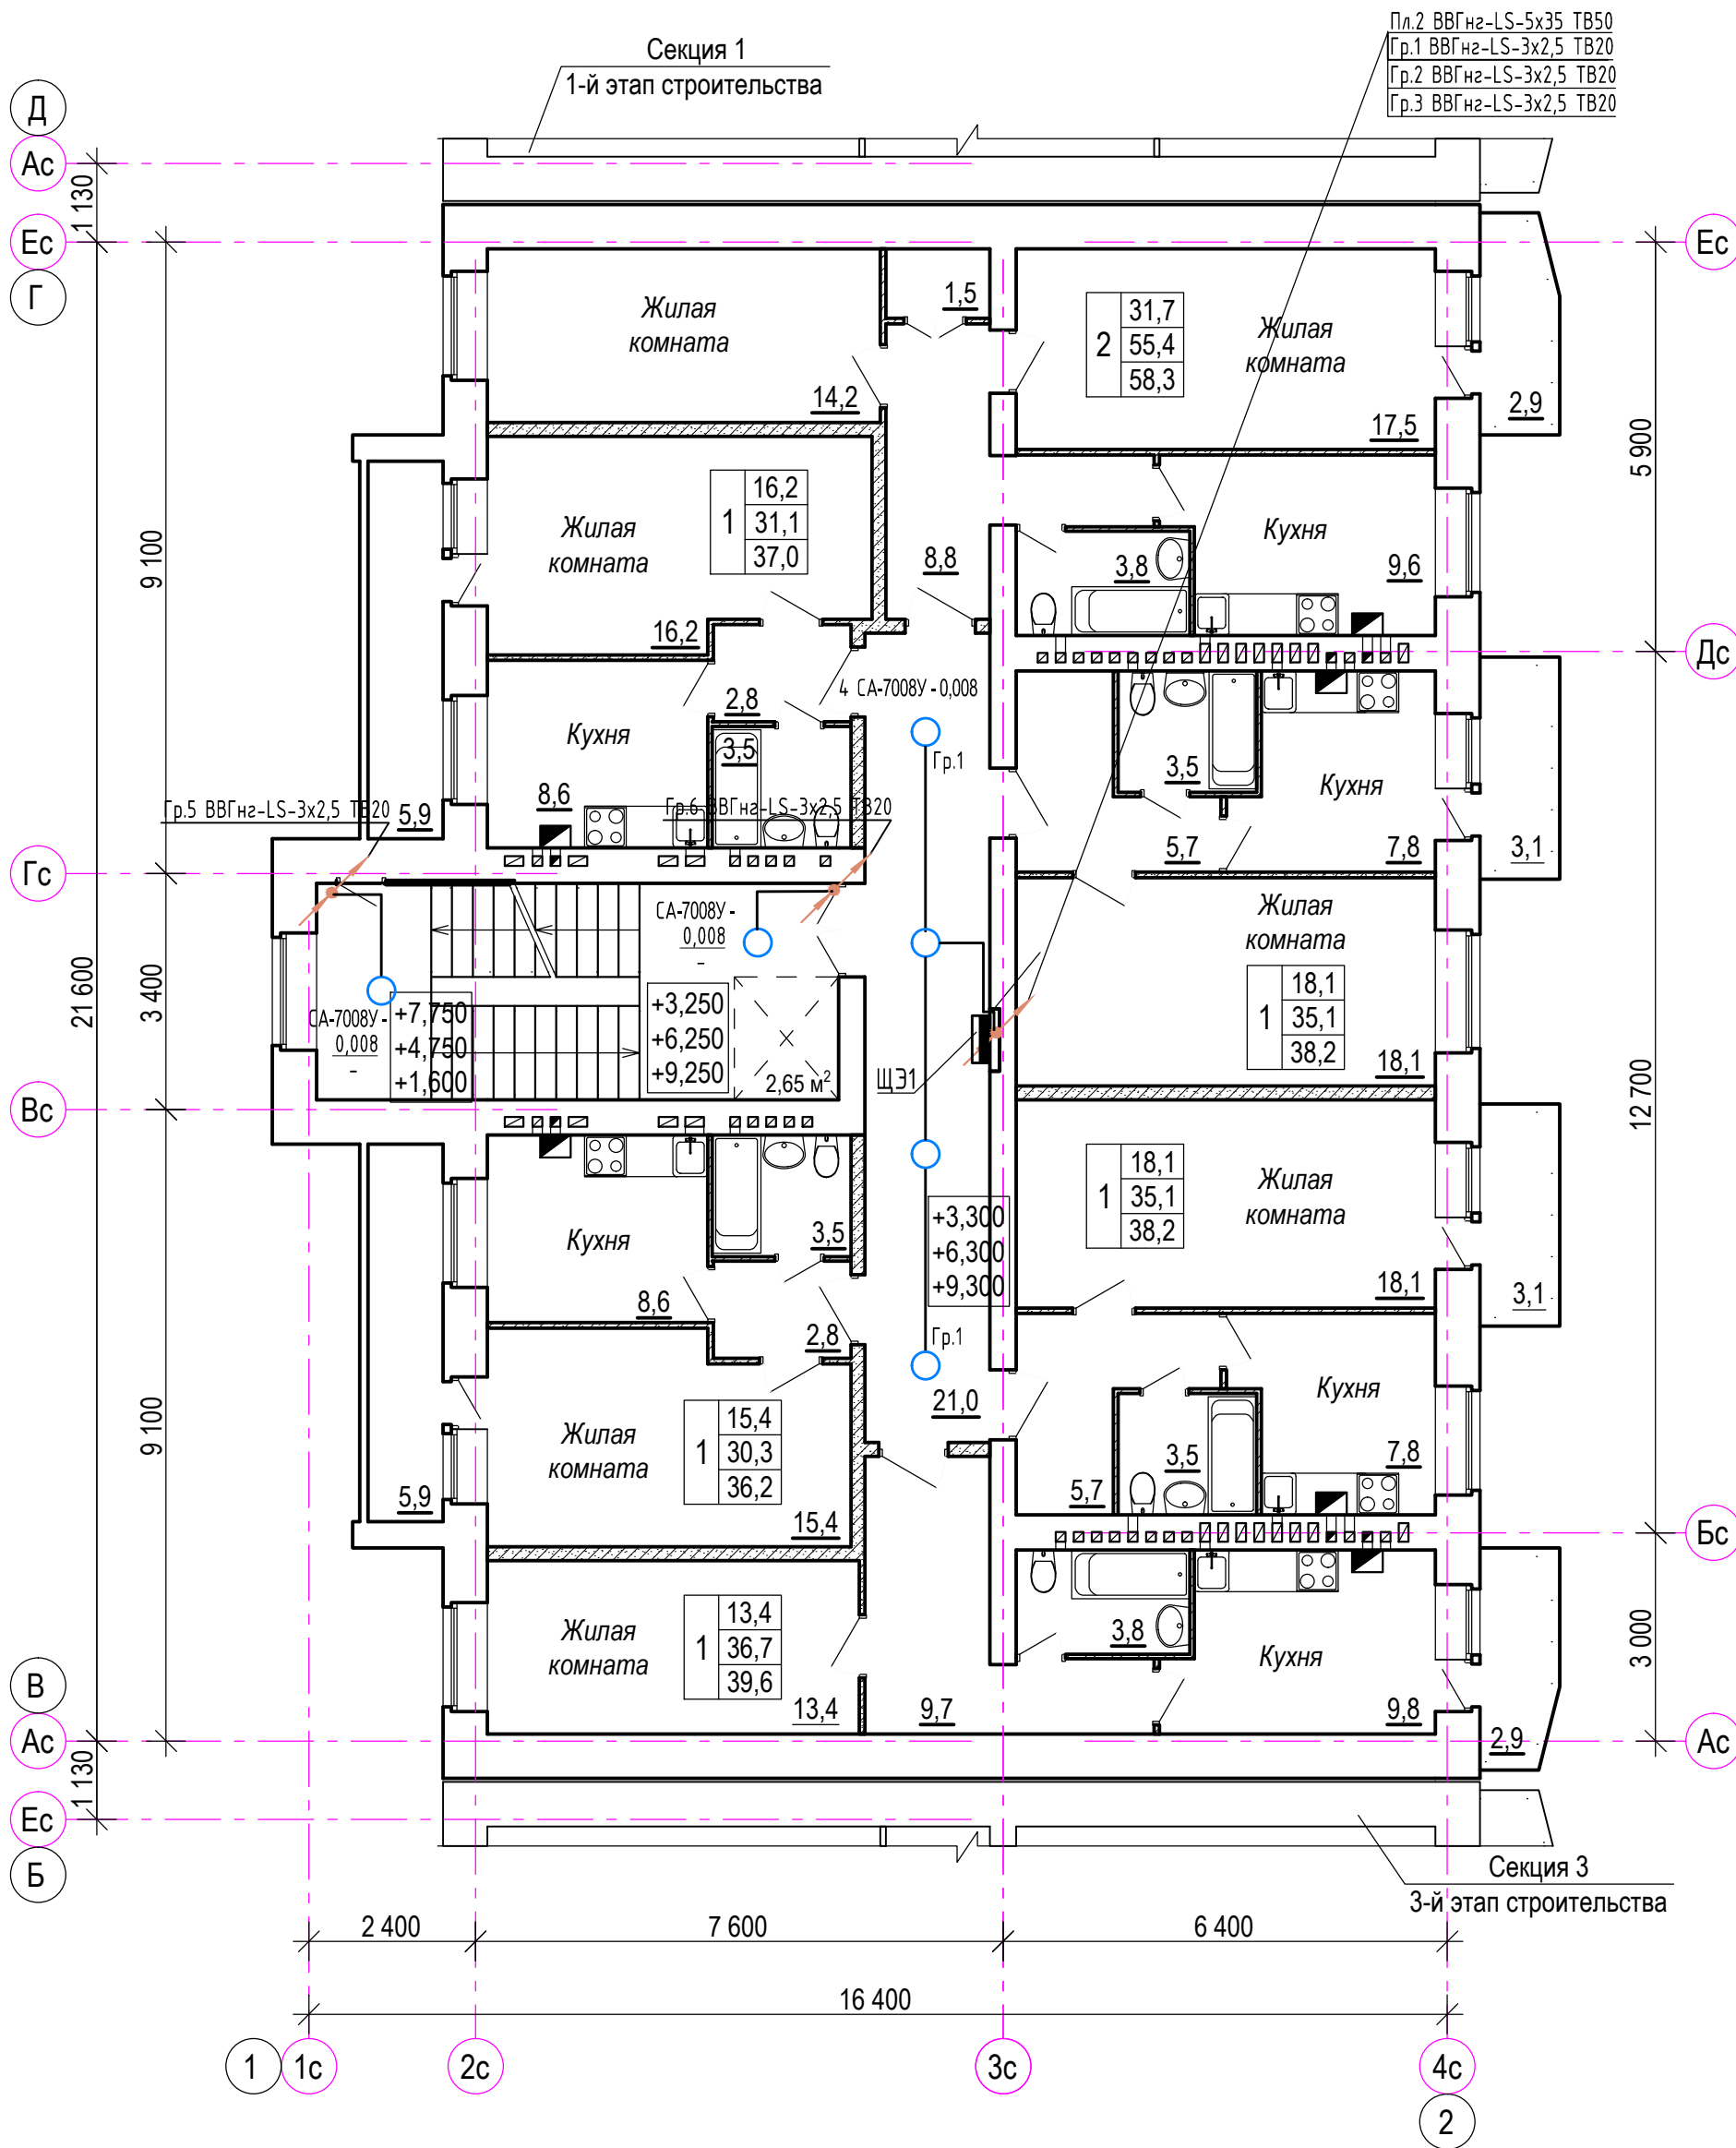 Пл.2 ВВГнг-LS-5х35 ТВ50
Гр.1 ВВГнг-LS-3х2,5 ТВ20
Гр.2 ВВГнг-LS-3х2,5 ТВ20
Гр.3 ВВГнг-LS-3х2,5 ТВ20
Секция 1
1-й этап строительства
Д
Ас
1 130
Ес
Г
Ес
Жилая
комната
14,2
1,5
2
31,7
55,4
58,3
Жилая
комната
17,5
2,9
5 900
9 100
Жилая
комната
1
16,2
31,1
37,0
16,2
8,8
3,8
Кухня
9,6
Дс
2,8
4 СА-7008У - 0,008
Кухня
3,5
8,6
Гр.1
3,5
Кухня
5,7
7,8
3,1
Гр.5 ВВГнг-LS-3х2,5 ТВ20
5,9
Гр.6 ВВГнг-LS-3х2,5 ТВ20
Гс
СА-7008У -
0,008
-
Жилая
комната
1
18,1
35,1
38,2
18,1
21 600
3 400
СА-7008У -
0,008
-
+7,750
+4,750
+1,600
+3,250
+6,250
+9,250
2,65 м²
ЩЭ1
Вс
12 700
1
18,1
35,1
38,2
Жилая
комната
18,1
3,1
Кухня
3,5
8,6
2,8
+3,300
+6,300
+9,300
Гр.1
21,0
9 100
Жилая
комната
1
15,4
30,3
36,2
15,4
5,9
Кухня
3,5
5,7
7,8
Бс
Жилая
комната
1
13,4
36,7
39,6
13,4
9,7
3,8
Кухня
9,8
2,9
3 000
В
Ас
Ас
1 130
Ес
Б
Секция 3
3-й этап строительства
2 400
7 600
6 400
16 400
1
1с
2с
3с
4с
2